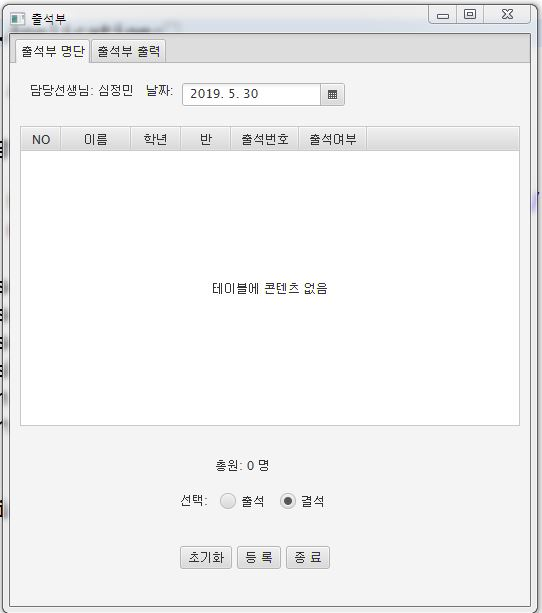 출석부
출석부 명단 출석부 출력
담당선생님: 심정민 날짜: 2019. 5. 30
NO 이름 학년 반 출석번호 출석여부
테이블에 콘텐츠 없음
총원: 0 명
선택: 출석 결석
초기화 등 록 종 료